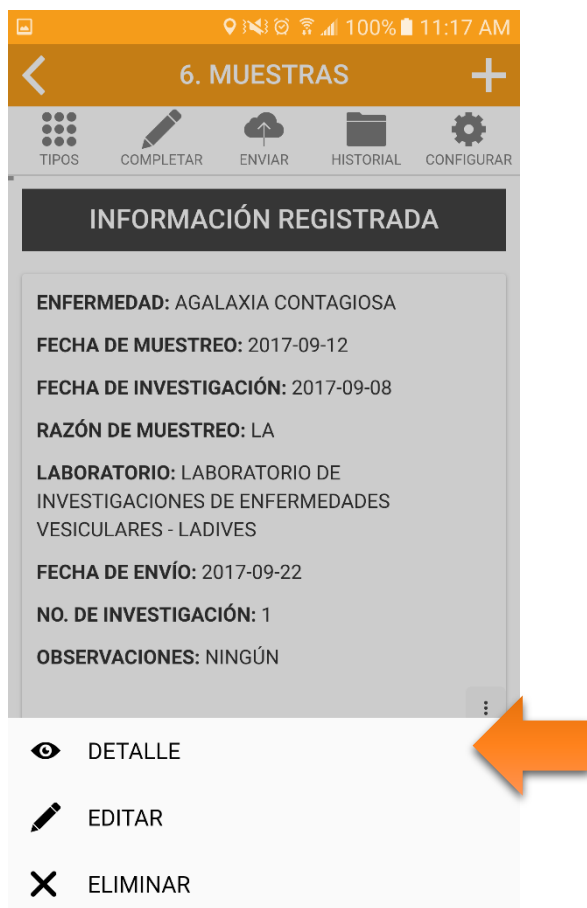 100% 11:17 AM
6. MUESTRAS
TIPOS COMPLETAR ENVIAR HISTORIAL CONFIGURAR
INFORMACIÓN REGISTRADA
ENFERMEDAD: AGALAXIA CONTAGIOSA
FECHA DE MUESTREO: 2017-09-12
FECHA DE INVESTIGACIÓN: 2017-09-08
RAZÓN DE MUESTREO: LA
LABORATORIO: LABORATORIO DE
INVESTIGACIONES DE ENFERMEDADES
VESICULARES - LADIVES
FECHA DE ENVÍO: 2017-09-22
NO. DE INVESTIGACIÓN: 1
OBSERVACIONES: NINGÚN
DETALLE
EDITAR
ELIMINAR